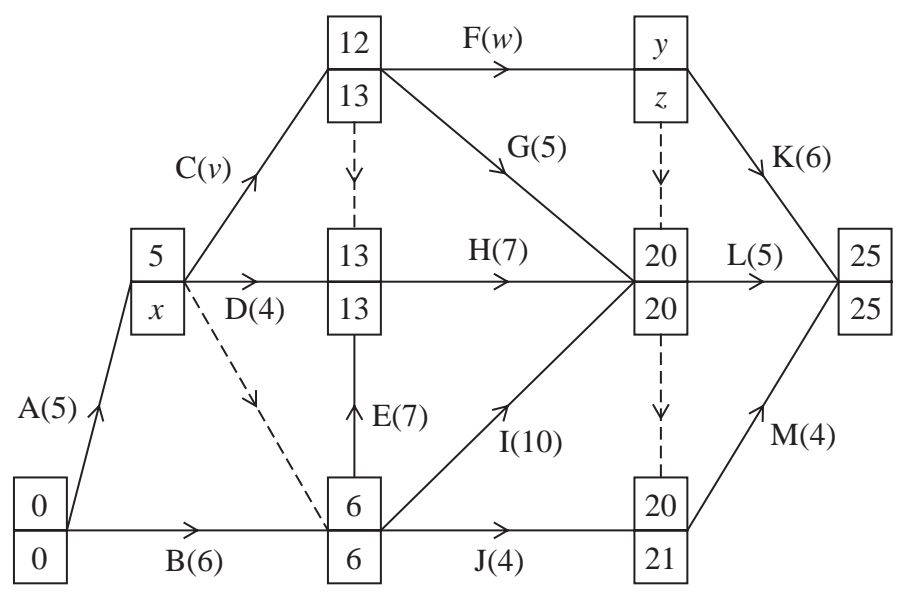 12
F(w)
y
13
z
G(5)
C(v)
K(6)
5
13
H(7)
20
L(5)
25
x
D(4)
13
20
25
A(5)
E(7)
I(10)
M(4)
0
6
20
0
B(6)
6
J(4)
21